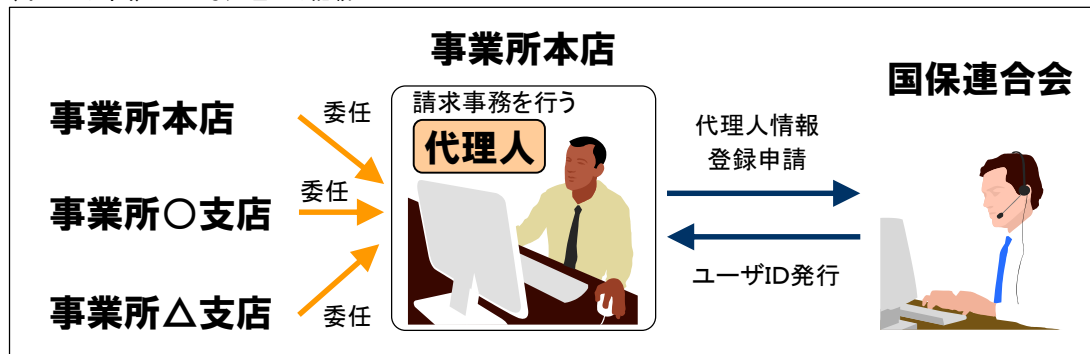 事業所本店
国保連合会
事業所本店
委任
請求事務を行う
代理人
代理人情報
登録申請
事業所○支店
委任
ユーザID発行
事業所△支店
委任